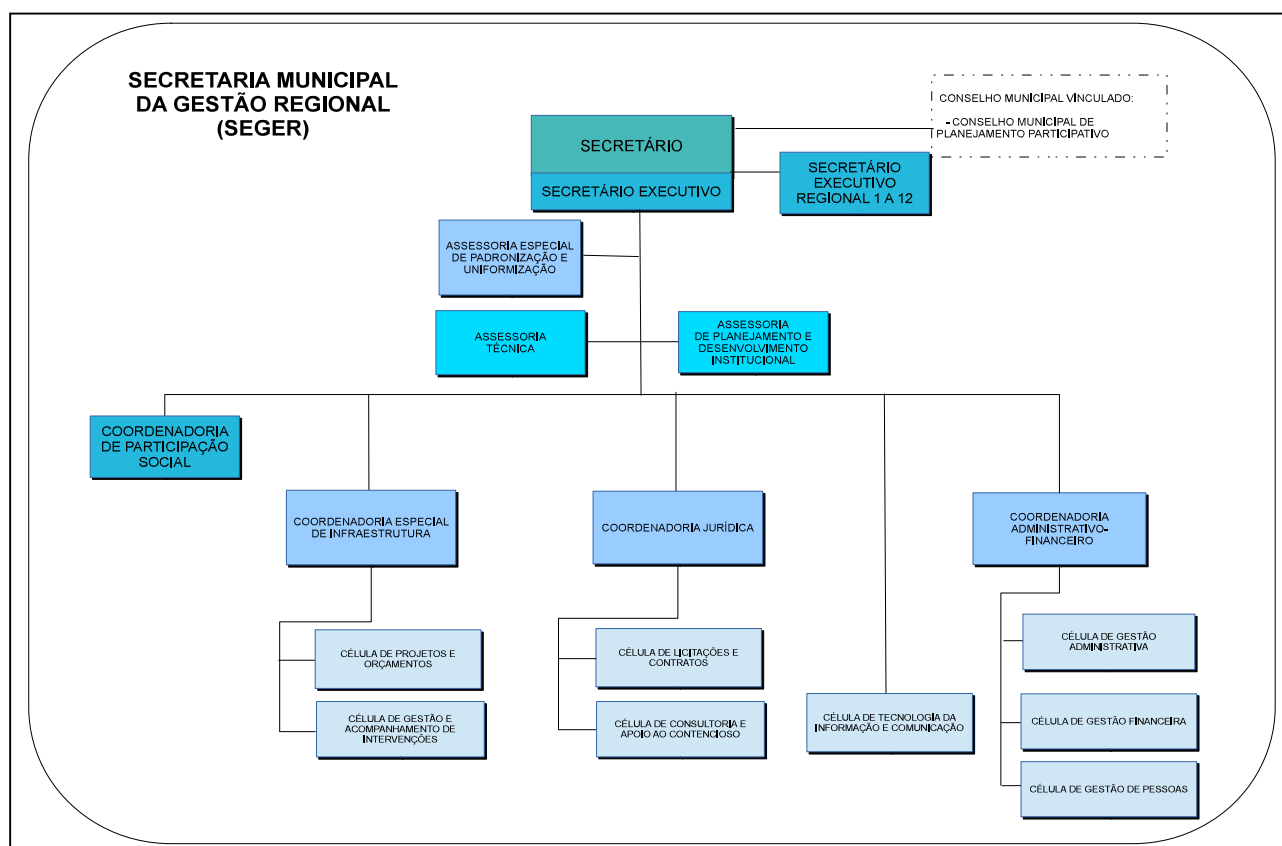 SECRETARIA MUNICIPAL
DA GESTÃO REGIONAL
(SEGER)
CONSELHO MUNICIPAL VINCULADO:
- CONSELHO MUNICIPAL DE
PLANEJAMENTO PARTICIPATIVO
SECRETÁRIO
SECRETÁRIO EXECUTIVO
SECRETÁRIO
EXECUTIVO
REGIONAL 1 A 12
ASSESSORIA ESPECIAL
DE PADRONIZAÇÃO E
UNIFORMIZAÇÃO
ASSESSORIA
TÉCNICA
ASSESSORIA
DE PLANEJAMENTO E
DESENVOLVIMENTO
INSTITUCIONAL
COORDENADORIA
DE PARTICIPAÇÃO
SOCIAL
COORDENADORIA ESPECIAL
DE INFRAESTRUTURA
COORDENADORIA JURÍDICA
COORDENADORIA
ADMINISTRATIVO-
FINANCEIRO
CÉLULA DE PROJETOS E
ORÇAMENTOS
CÉLULA DE GESTÃO E
ACOMPANHAMENTO DE
INTERVENÇÕES
CÉLULA DE LICITAÇÕES E
CONTRATOS
CÉLULA DE CONSULTORIA E
APOIO AO CONTENCIOSO
CÉLULA DE TECNOLOGIA DA
INFORMAÇÃO E COMUNICAÇÃO
CÉLULA DE GESTÃO
ADMINISTRATIVA
CÉLULA DE GESTÃO FINANCEIRA
CÉLULA DE GESTÃO DE PESSOAS